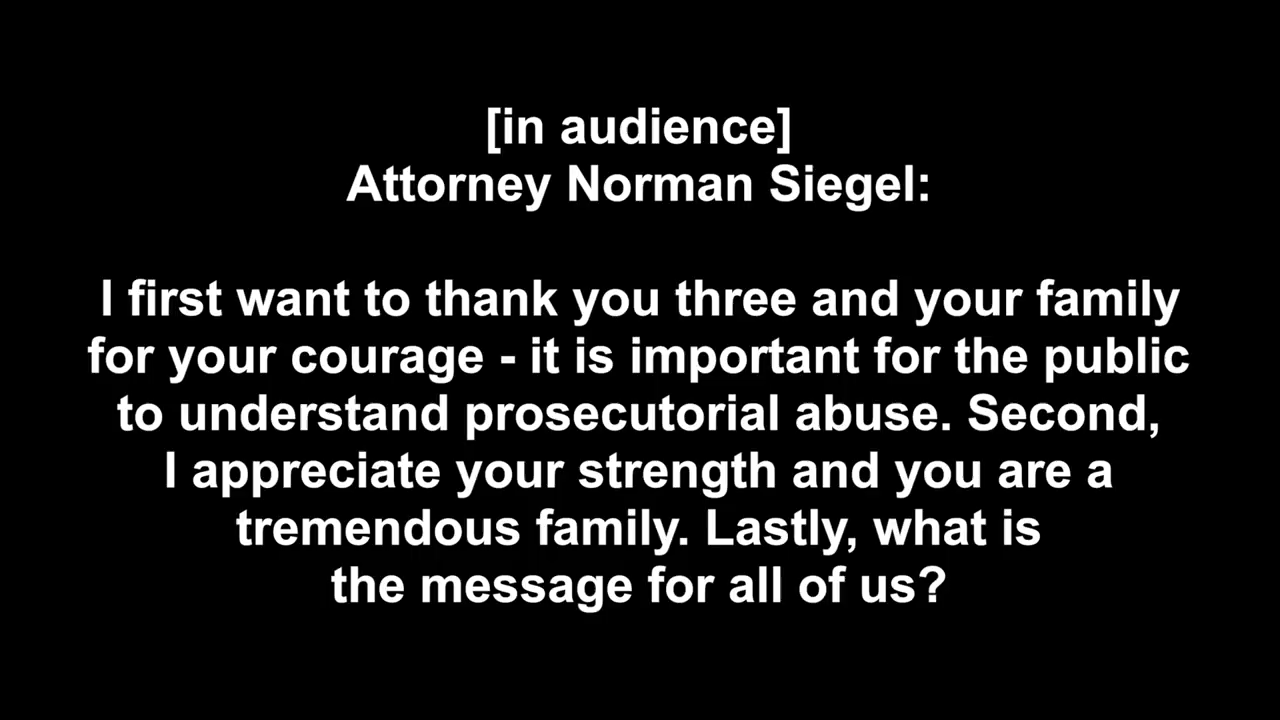 [in audience]
Attorney Norman Siegel:
I first want to thank you three and your family
for your courage - it is important for the public
to understand prosecutorial abuse. Second,
I appreciate your strength and you are a
tremendous family. Lastly, what is
the message for all of us?